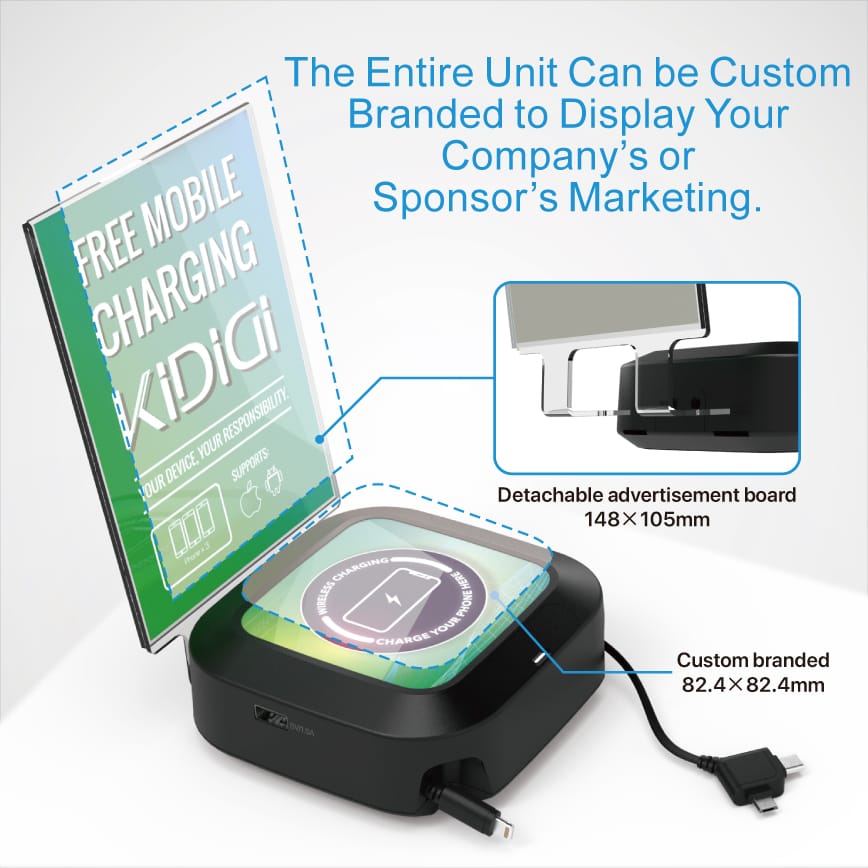 The Entire Unit Can be Custom
Branded to Display Your
Company’s or
Sponsor’s Marketing.
FREE MOBILE
CHARGING
KiDiGi
YOUR DEVICE, YOUR RESPONSIBILITY.
SUPPORTS:
iPhone×3
Detachable advertisement board
148×105mm
WIRELESS CHARGING
CHARGE YOUR PHONE HERE
Custom branded
82.4×82.4mm